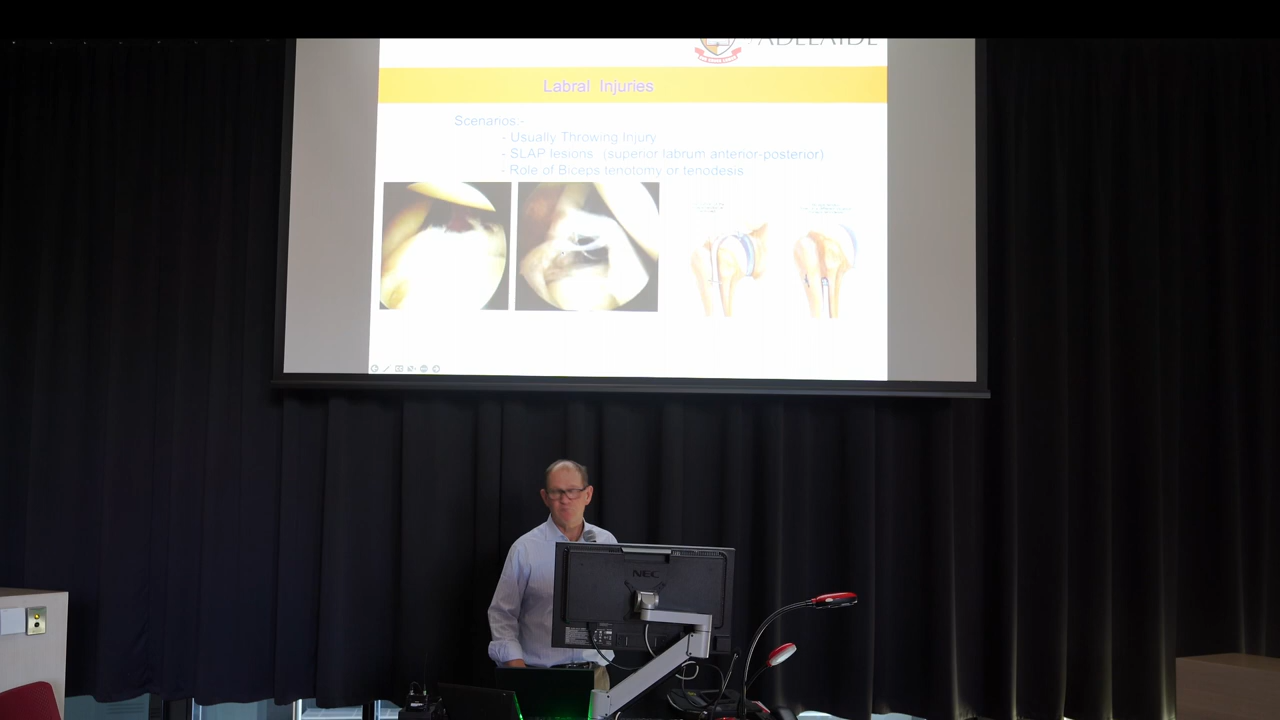 ADELAIDE
Labral Injuries
Scenarios:-
- Usually Throwing Injury
- SLAP lesions (superior labrum anterior-posterior)
- Role of Biceps tenotomy or tenodesis
NEC